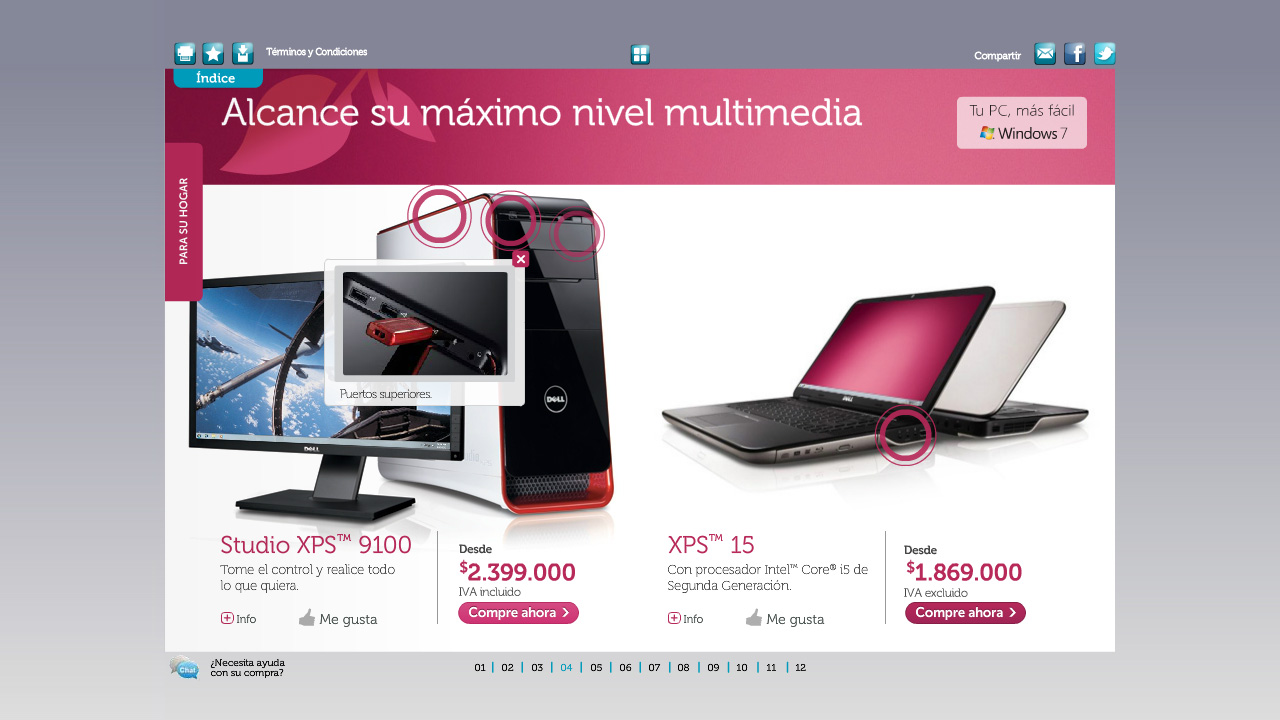 Términos y Condiciones
Compartir
Índice
Alcance su máximo nivel multimedia
Tu PC, más fácil
Windows 7
PARA SU HOGAR
Puertos superiores.
DELL
DELL
DELL
Studio XPS™ 9100
Tome el control y realice todo
lo que quiera.
Info
Me gusta
Desde
$2.399.000
IVA incluido
Compre ahora
XPS™ 15
Con procesador Intel™ Core® i5 de
Segunda Generación.
Info
Me gusta
Desde
$1.869.000
IVA excluido
Compre ahora
Chat
¿Necesita ayuda
con su compra?
01 | 02 | 03 | 04 | 05 | 06 | 07 | 08 | 09 | 10 | 11 | 12